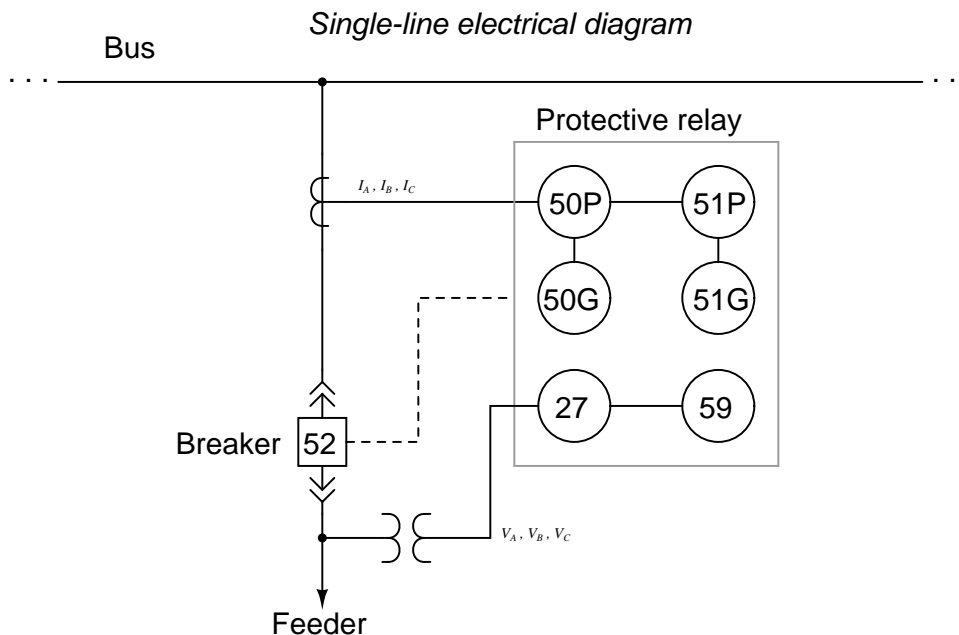 Single-line electrical diagram
Bus
Protective relay
I_A, I_B, I_C
50P
51P
50G
51G
27
59
Breaker
52
V_A, V_B, V_C
Feeder